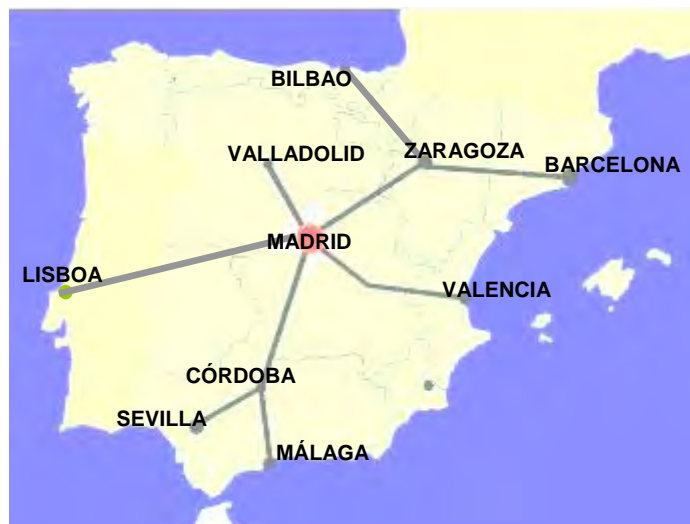 BILBAO
VALLADOLID
ZARAGOZA
BARCELONA
MADRID
LISBOA
VALENCIA
CÓRDOBA
SEVILLA
MÁLAGA